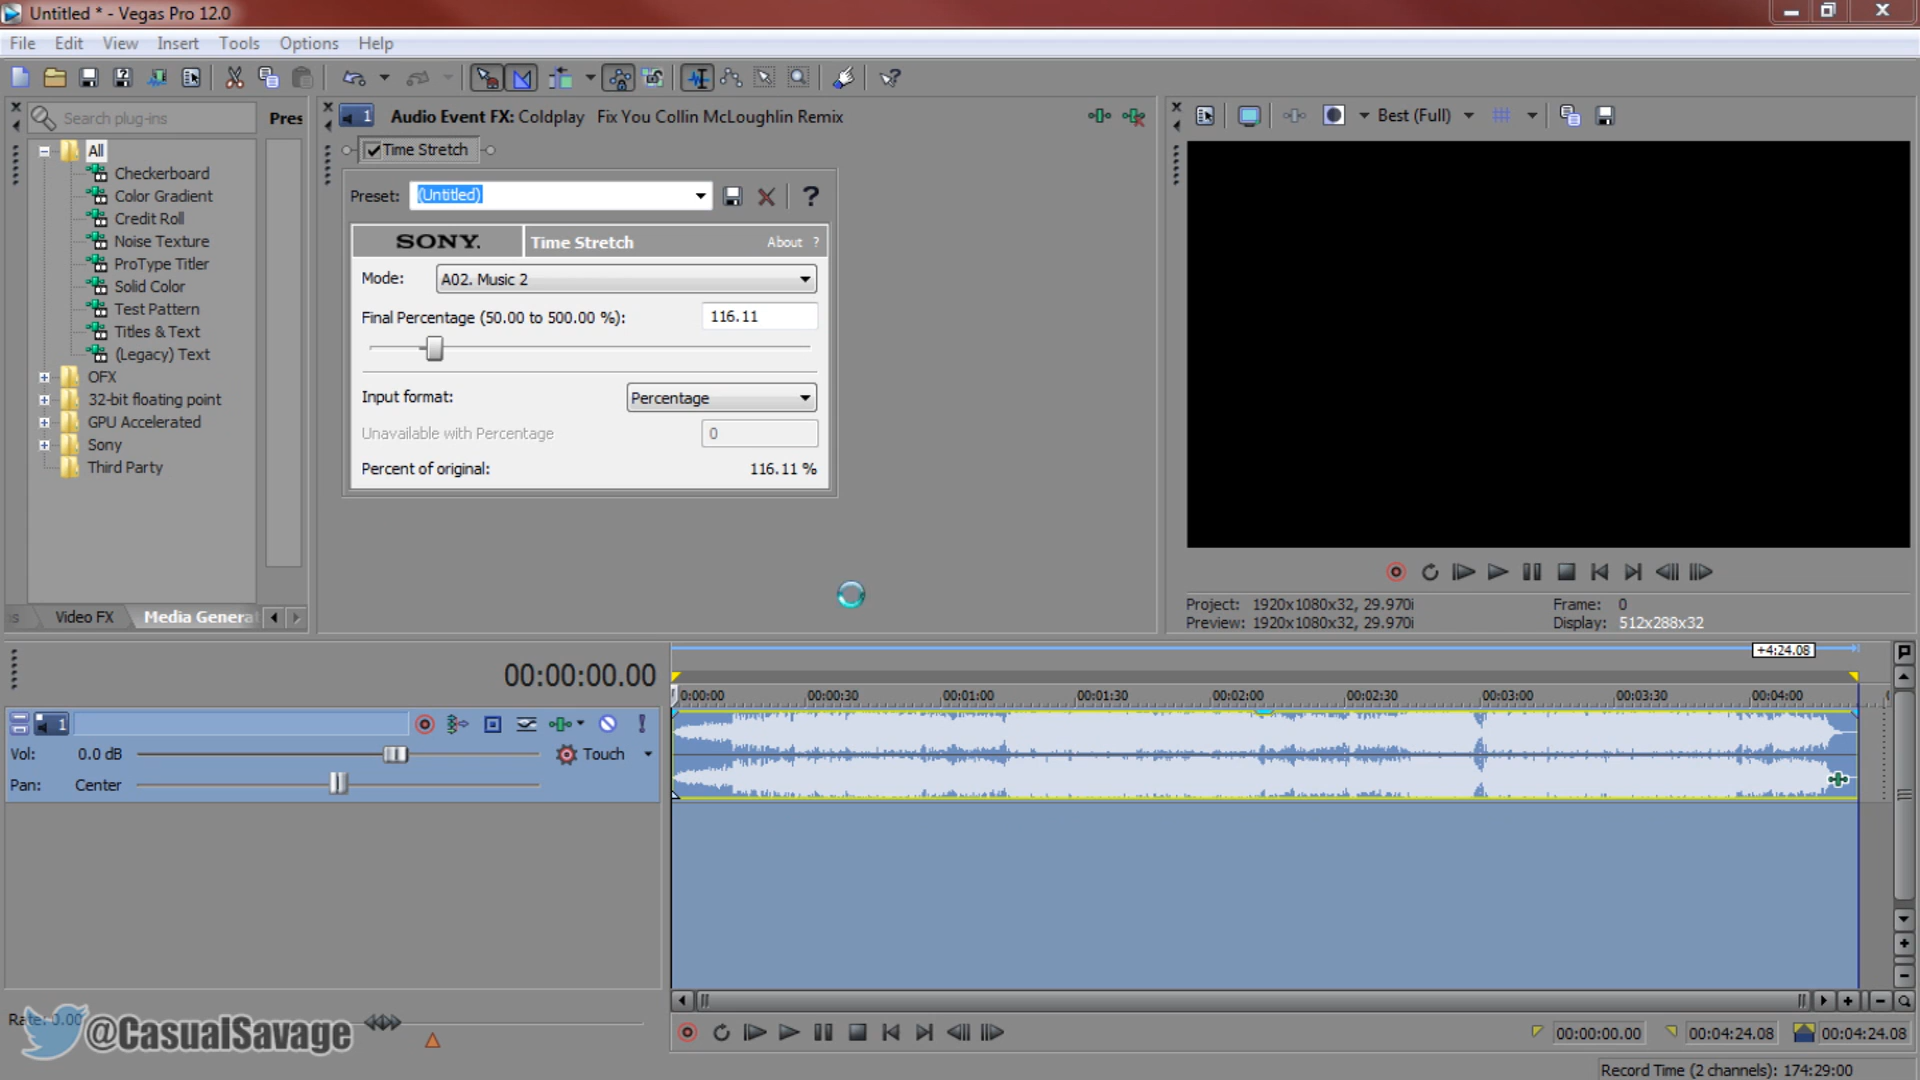 Untitled * - Vegas Pro 12.0
File Edit View Insert Tools Options Help
Search plug-ins
Pres
All
Checkerboard
Color Gradient
Credit Roll
Noise Texture
ProType Titler
Solid Color
Test Pattern
Titles & Text
(Legacy) Text
OFX
32-bit floating point
GPU Accelerated
Sony
Third Party
s Video FX Media Genera
1 Audio Event FX: Coldplay Fix You Collin McLoughlin Remix
Time Stretch
Preset: (Untitled) ?
SONY. Time Stretch About ?
Mode: A02. Music 2
Final Percentage (50.00 to 500.00 %): 116.11
Input format: Percentage
Unavailable with Percentage 0
Percent of original: 116.11 %
Best (Full)
Project: 1920x1080x32, 29.970i
Preview: 1920x1080x32, 29.970i
Frame: 0
Display: 512x288x32
00:00:00.00
+4:24.08
0:00:00 00:00:30 00:01:00 00:01:30 00:02:00 00:02:30 00:03:00 00:03:30 00:04:00
1
Vol: 0.0 dB Touch
Pan: Center
Rate: 0.00
@CasualSavage
00:00:00.00 00:04:24.08 00:04:24.08
Record Time (2 channels): 174:29:00